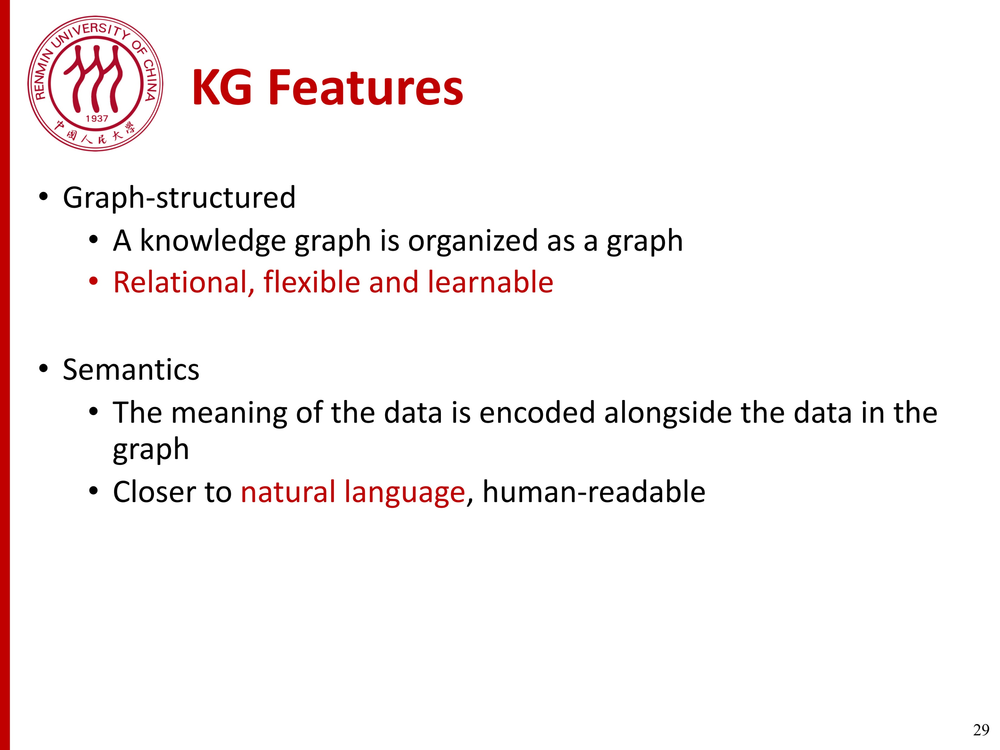 RENMIN UNIVERSITY OF CHINA
1937
中國人民大學
KG Features
• Graph-structured
• A knowledge graph is organized as a graph
• Relational, flexible and learnable
• Semantics
• The meaning of the data is encoded alongside the data in the
graph
• Closer to natural language, human-readable
29